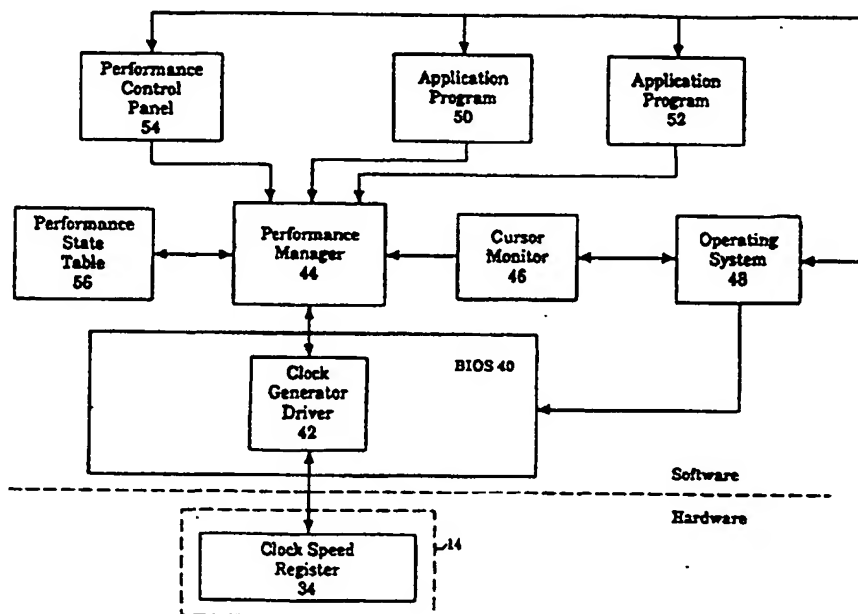 Performance
Control
Panel
54
Application
Program
50
Application
Program
52
Performance
State
Table
56
Performance
Manager
44
Cursor
Monitor
46
Operating
System
48
Clock
Generator
Driver
42
BIOS 40
Software
Hardware
Clock Speed
Register
34
14